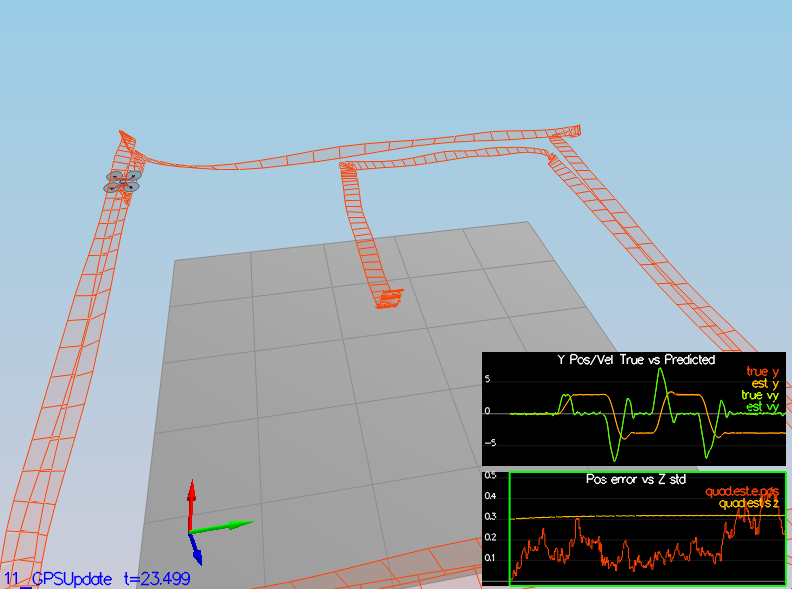 Y Pos/Vel True vs Predicted
true y
est y
true vy
est vy
5
0
-5
Pos error vs Z std
quad.est.e.pos
quad.est.s.z
0.5
0.4
0.3
0.2
0.1
11_GPSUpdate t=23.499